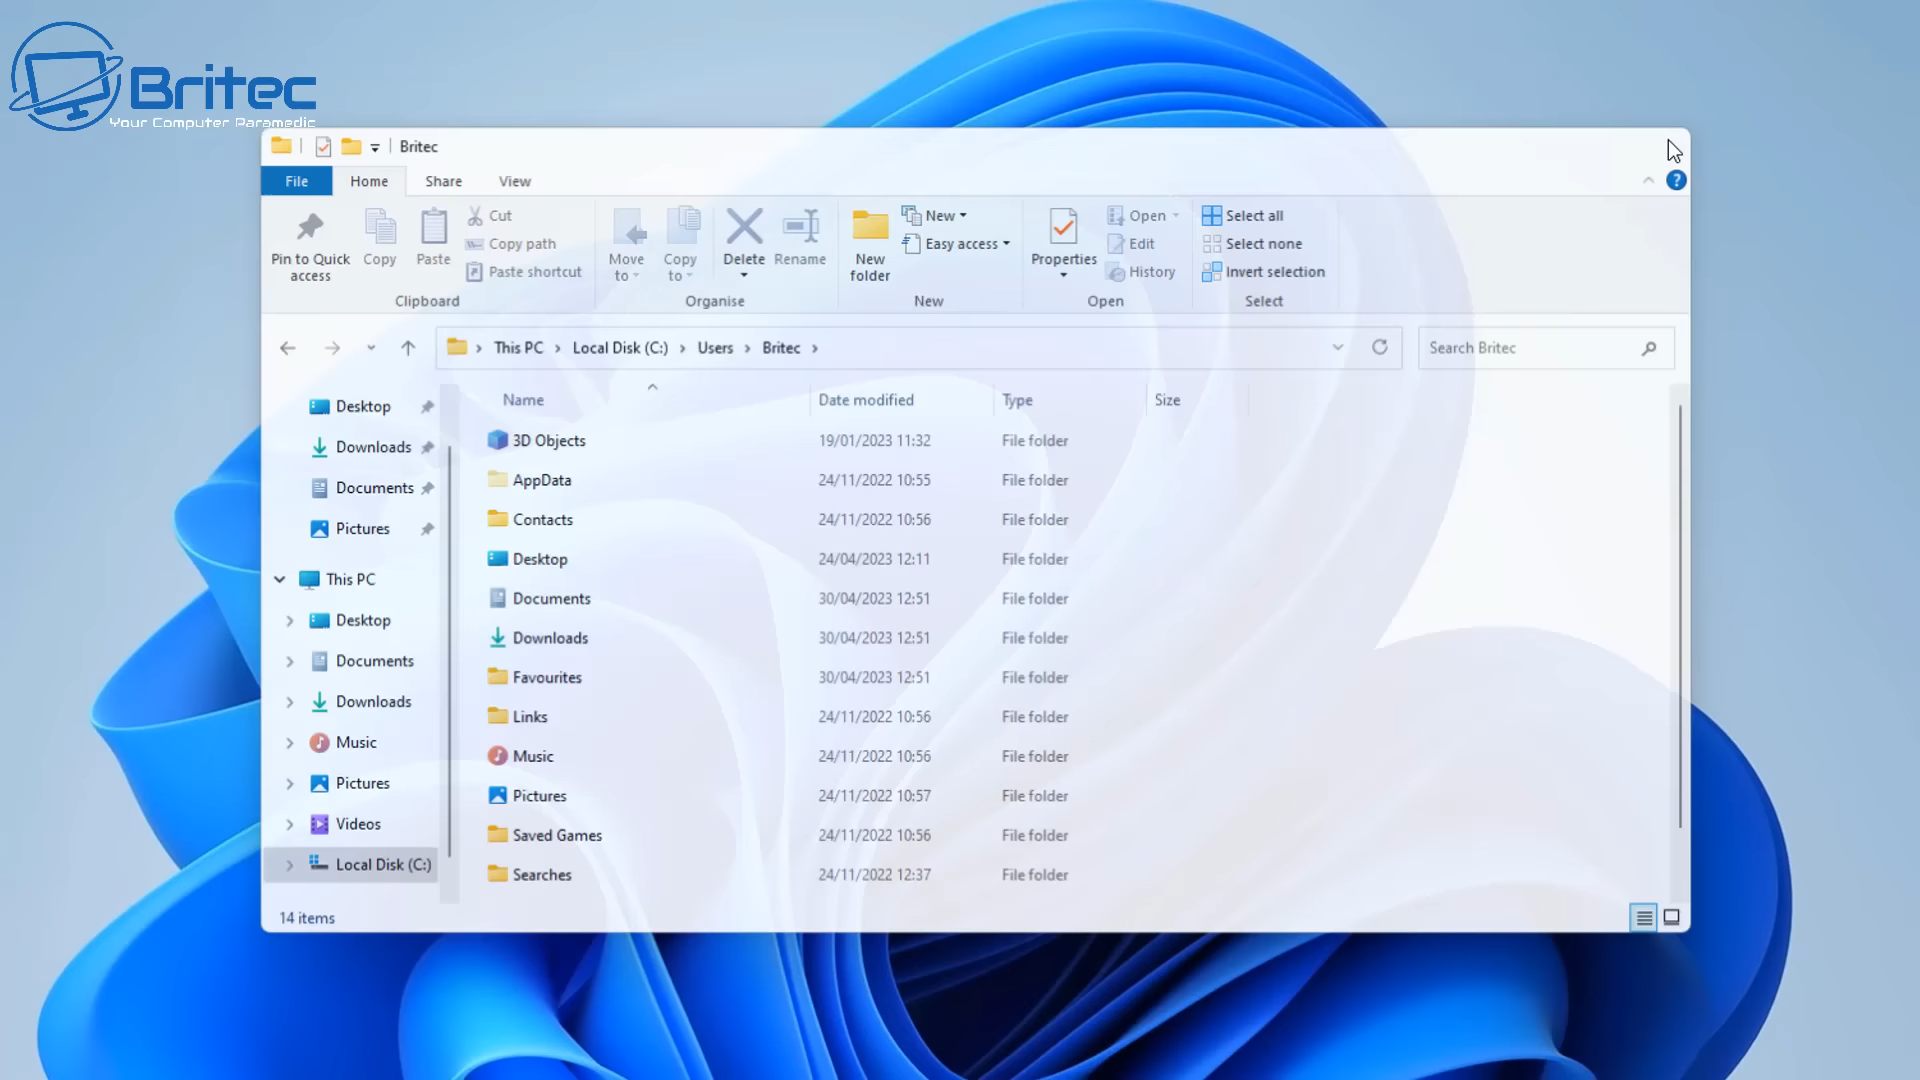 Britec
Your Computer Paramedic
Britec
File Home Share View
Pin to Quick access
Copy
Paste
Cut
Copy path
Paste shortcut
Clipboard
Move to
Copy to
Delete
Rename
Organise
New folder
New
Easy access
New
Properties
Open
Edit
History
Open
Select all
Select none
Invert selection
Select
This PC Local Disk (C:) Users Britec
Search Britec
Desktop
Downloads
Documents
Pictures
This PC
Desktop
Documents
Downloads
Music
Pictures
Videos
Local Disk (C:)
Name Date modified Type Size
3D Objects 19/01/2023 11:32 File folder
AppData 24/11/2022 10:55 File folder
Contacts 24/11/2022 10:56 File folder
Desktop 24/04/2023 12:11 File folder
Documents 30/04/2023 12:51 File folder
Downloads 30/04/2023 12:51 File folder
Favourites 30/04/2023 12:51 File folder
Links 24/11/2022 10:56 File folder
Music 24/11/2022 10:56 File folder
Pictures 24/11/2022 10:57 File folder
Saved Games 24/11/2022 10:56 File folder
Searches 24/11/2022 12:37 File folder
14 items